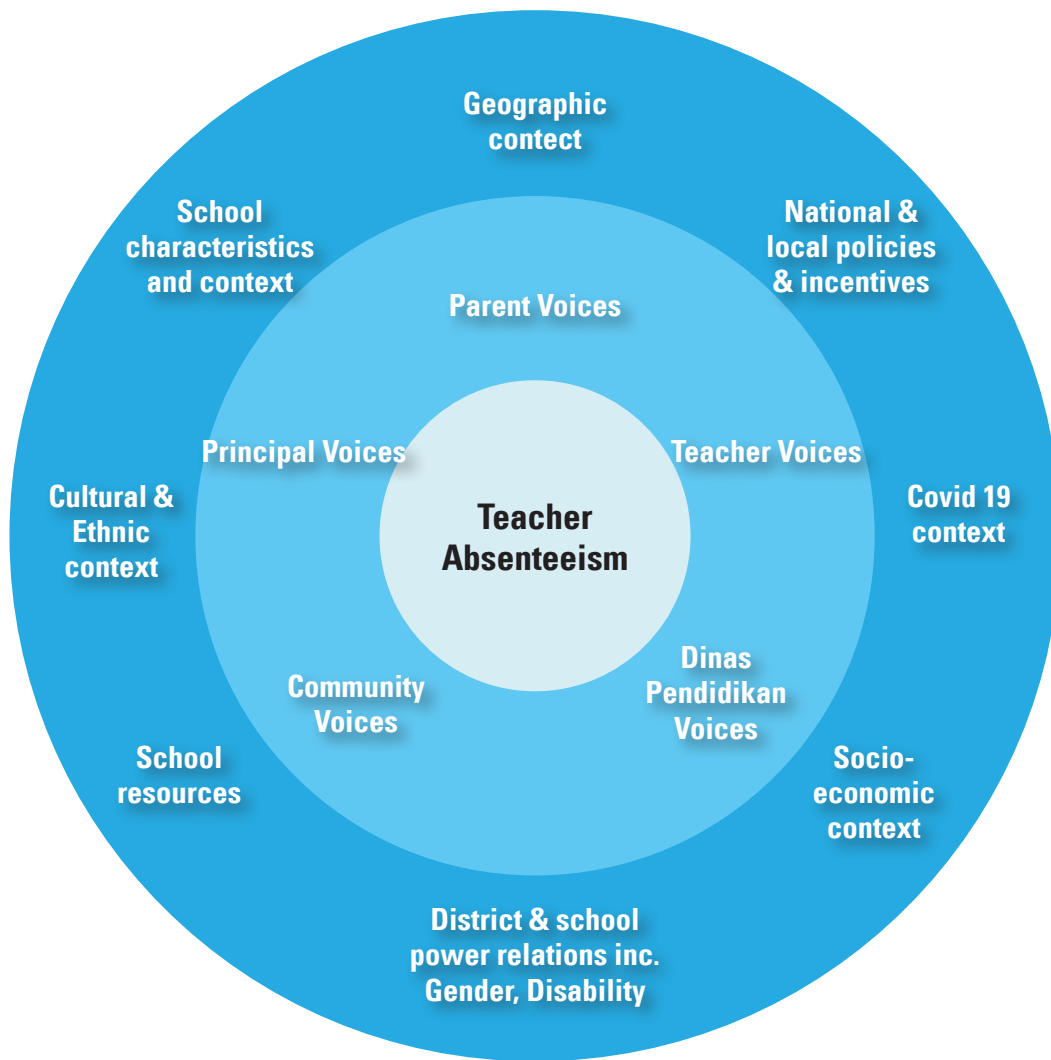 Geographic
contect
School
characteristics
and context
National &
local policies
& incentives
Parent Voices
Principal Voices
Teacher Voices
Cultural &
Ethnic
context
Teacher
Absenteeism
Covid 19
context
Community
Voices
Dinas
Pendidikan
Voices
School
resources
Socio-
economic
context
District & school
power relations inc.
Gender, Disability